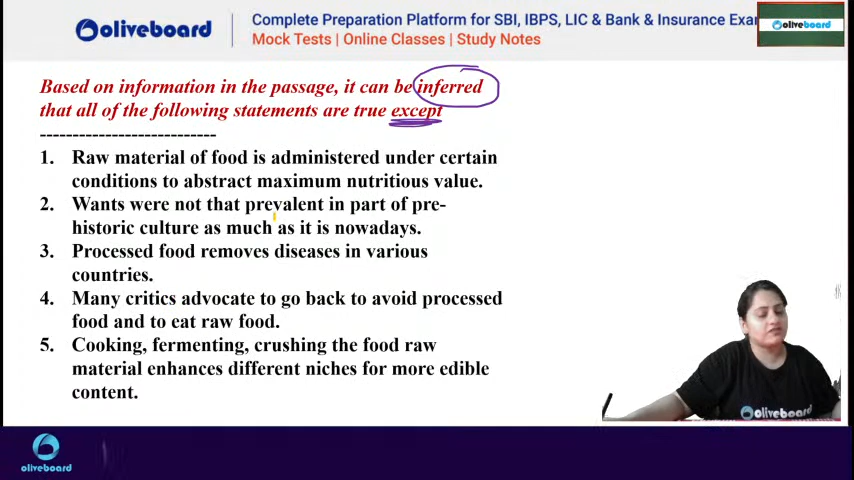 oliveboard
Complete Preparation Platform for SBI, IBPS, LIC & Bank & Insurance Exa
Mock Tests | Online Classes | Study Notes
oliveboard
Based on information in the passage, it can be inferred
that all of the following statements are true except
---------------------------
1. Raw material of food is administered under certain
conditions to abstract maximum nutritious value.
2. Wants were not that prevalent in part of pre-
historic culture as much as it is nowadays.
3. Processed food removes diseases in various
countries.
4. Many critics advocate to go back to avoid processed
food and to eat raw food.
5. Cooking, fermenting, crushing the food raw
material enhances different niches for more edible
content.
oliveboard
oliveboard